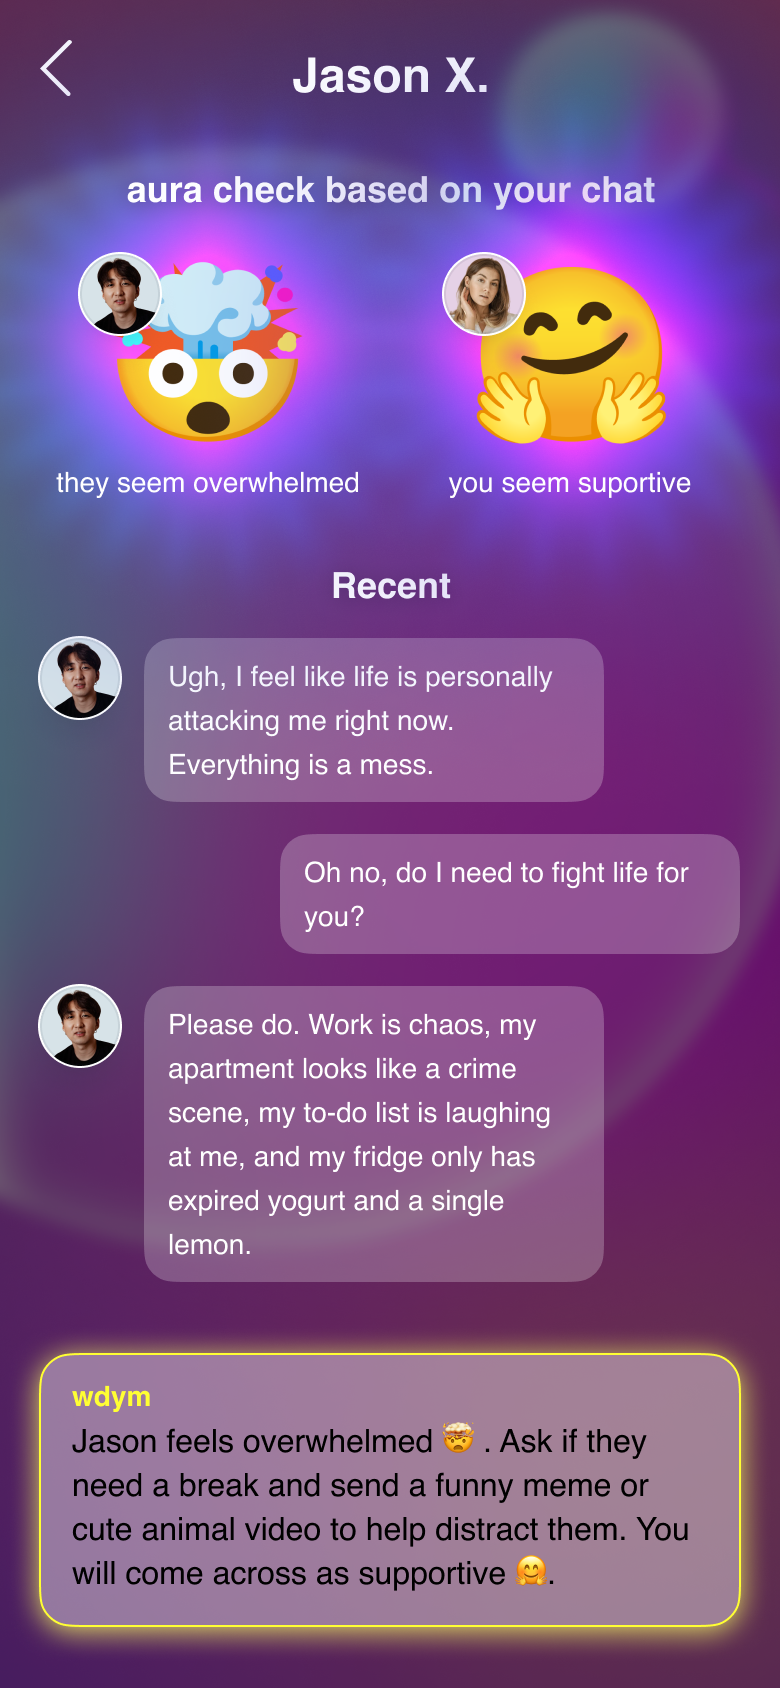 Jason X.
aura check based on your chat
they seem overwhelmed
you seem suportive
Recent
Ugh, I feel like life is personally
attacking me right now.
Everything is a mess.
Oh no, do I need to fight life for
you?
Please do. Work is chaos, my
apartment looks like a crime
scene, my to-do list is laughing
at me, and my fridge only has
expired yogurt and a single
lemon.
wdym
Jason feels overwhelmed 🤯 . Ask if they
need a break and send a funny meme or
cute animal video to help distract them. You
will come across as supportive 🤗.